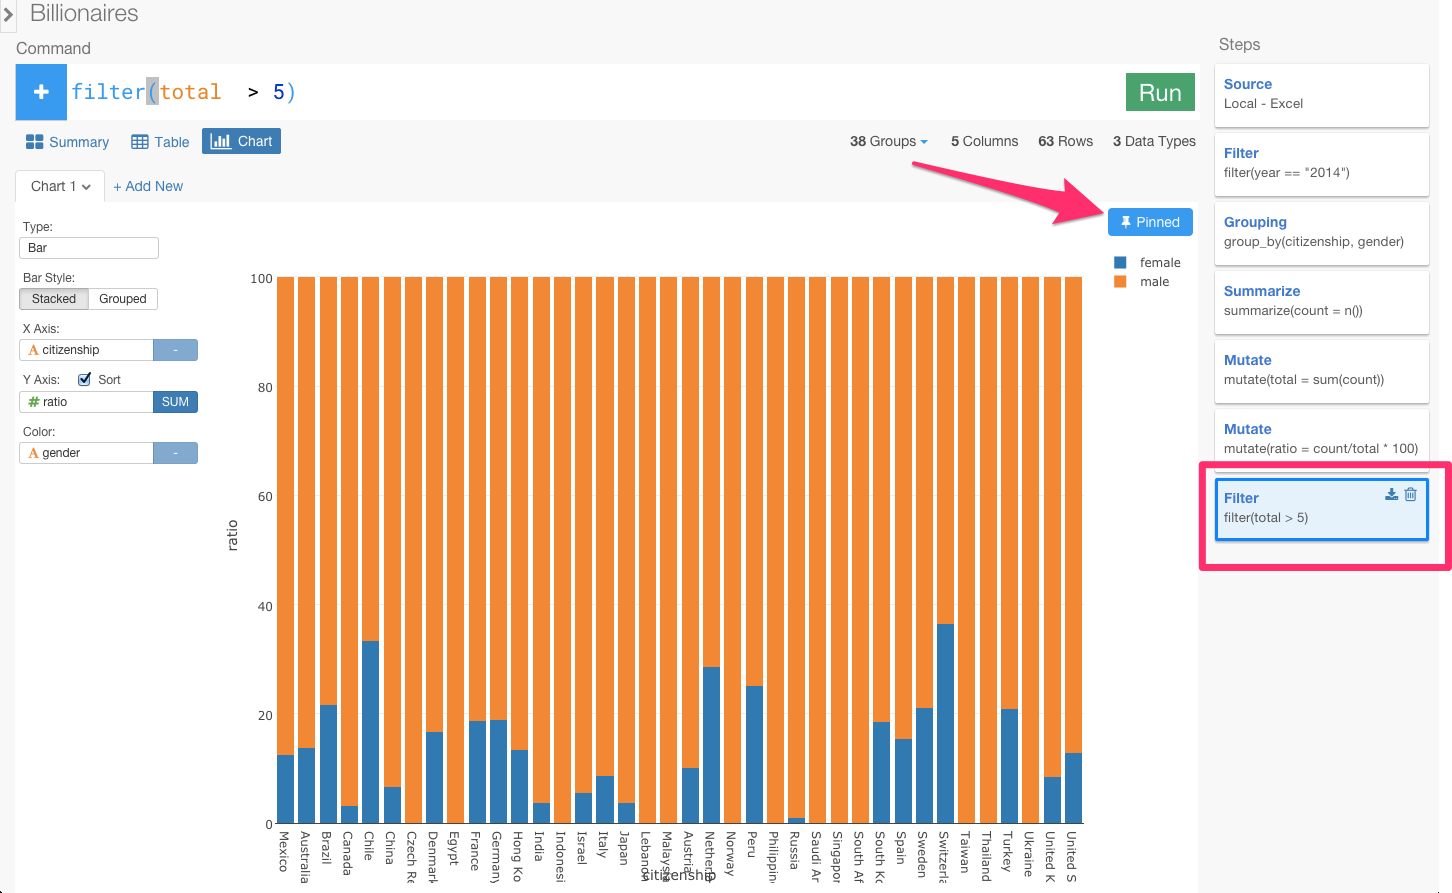 Billionaires
Command
filter(total > 5)
Run
Summary
Table
Chart
38 Groups
5 Columns
63 Rows
3 Data Types
Chart 1
+ Add New
Pinned
Type:
Bar
Bar Style:
Stacked
Grouped
X Axis:
A citizenship
-
Y Axis:
Sort
# ratio
SUM
Color:
A gender
-
female
male
100
80
60
40
20
0
ratio
Mexico
Australia
Brazil
Canada
Chile
China
Czech Re
Denmark
Egypt
France
Germany
Hong Ko
India
Indonesi
Israel
Italy
Japan
Lebanon
Malays
Austria
Nether
Norway
Peru
Philippin
Russia
Saudi Ar
Singapor
South Af
South Ko
Spain
Sweden
Switzerla
Taiwan
Thailand
Turkey
Ukraine
United K
United S
citizenship
Steps
Source
Local - Excel
Filter
filter(year == "2014")
Grouping
group_by(citizenship, gender)
Summarize
summarize(count = n())
Mutate
mutate(total = sum(count))
Mutate
mutate(ratio = count/total * 100)
Filter
filter(total > 5)